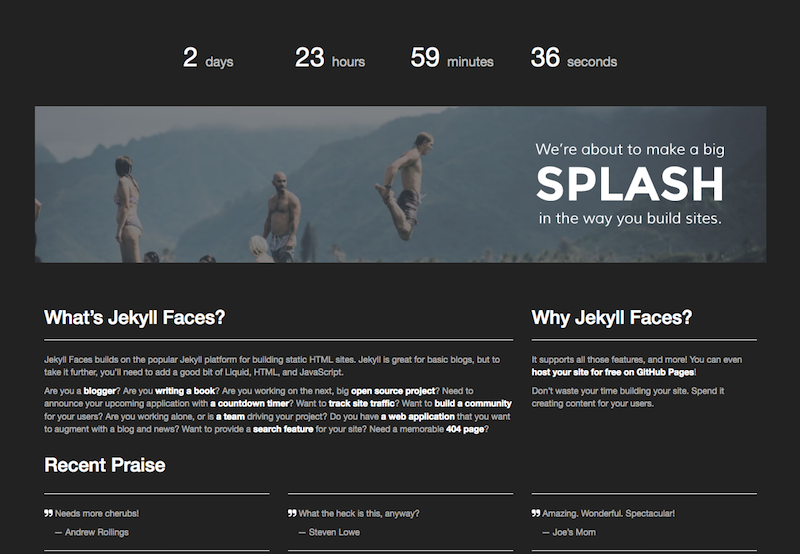 2 days 23 hours 59 minutes 36 seconds
We're about to make a big
SPLASH
in the way you build sites.
What's Jekyll Faces?
Jekyll Faces builds on the popular Jekyll platform for building static HTML sites. Jekyll is great for basic blogs, but to
take it further, you'll need to add a good bit of Liquid, HTML, and JavaScript.
Are you a blogger? Are you writing a book? Are you working on the next, big open source project? Need to
announce your upcoming application with a countdown timer? Want to track site traffic? Want to build a community
for your users? Are you working alone, or is a team driving your project? Do you have a web application that you want
to augment with a blog and news? Want to provide a search feature for your site? Need a memorable 404 page?
Why Jekyll Faces?
It supports all those features, and more! You can even
host your site for free on GitHub Pages!
Don't waste your time building your site. Spend it
creating content for your users.
Recent Praise
❞ Needs more cherubs!
— Andrew Rollings
❞ What the heck is this, anyway?
— Steven Lowe
❞ Amazing. Wonderful. Spectacular!
— Joe's Mom